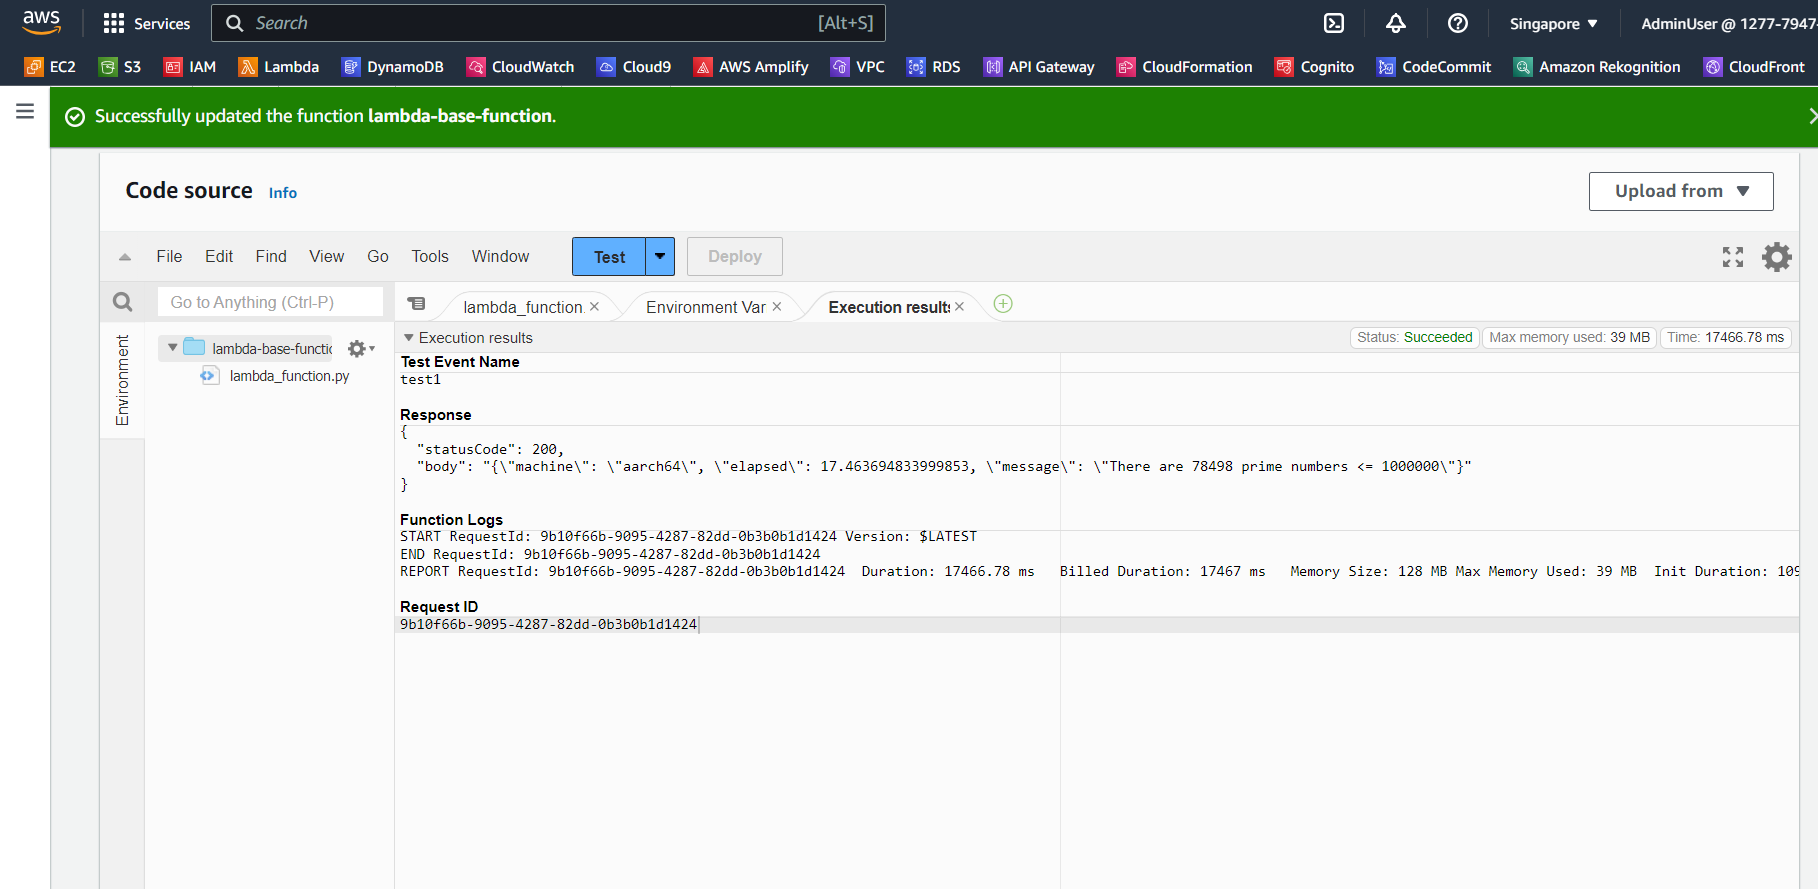 aws Services Search [Alt+S] Singapore ▼ AdminUser @ 1277-7947-
EC2 S3 IAM Lambda DynamoDB CloudWatch Cloud9 AWS Amplify VPC RDS API Gateway CloudFormation Cognito CodeCommit Amazon Rekognition CloudFront
Successfully updated the function lambda-base-function.
Code source Info
Upload from ▼
File Edit Find View Go Tools Window Test Deploy
Go to Anything (Ctrl-P)
lambda_function. Environment Var Execution results
Execution results
Status: Succeeded Max memory used: 39 MB Time: 17466.78 ms
Environment
lambda-base-functio
lambda_function.py
Test Event Name
test1
Response
{
"statusCode": 200,
"body": "{\"machine\": \"aarch64\", \"elapsed\": 17.463694833999853, \"message\": \"There are 78498 prime numbers <= 1000000\"}"
}
Function Logs
START RequestId: 9b10f66b-9095-4287-82dd-0b3b0b1d1424 Version: $LATEST
END RequestId: 9b10f66b-9095-4287-82dd-0b3b0b1d1424
REPORT RequestId: 9b10f66b-9095-4287-82dd-0b3b0b1d1424 Duration: 17466.78 ms Billed Duration: 17467 ms Memory Size: 128 MB Max Memory Used: 39 MB Init Duration: 109
Request ID
9b10f66b-9095-4287-82dd-0b3b0b1d1424